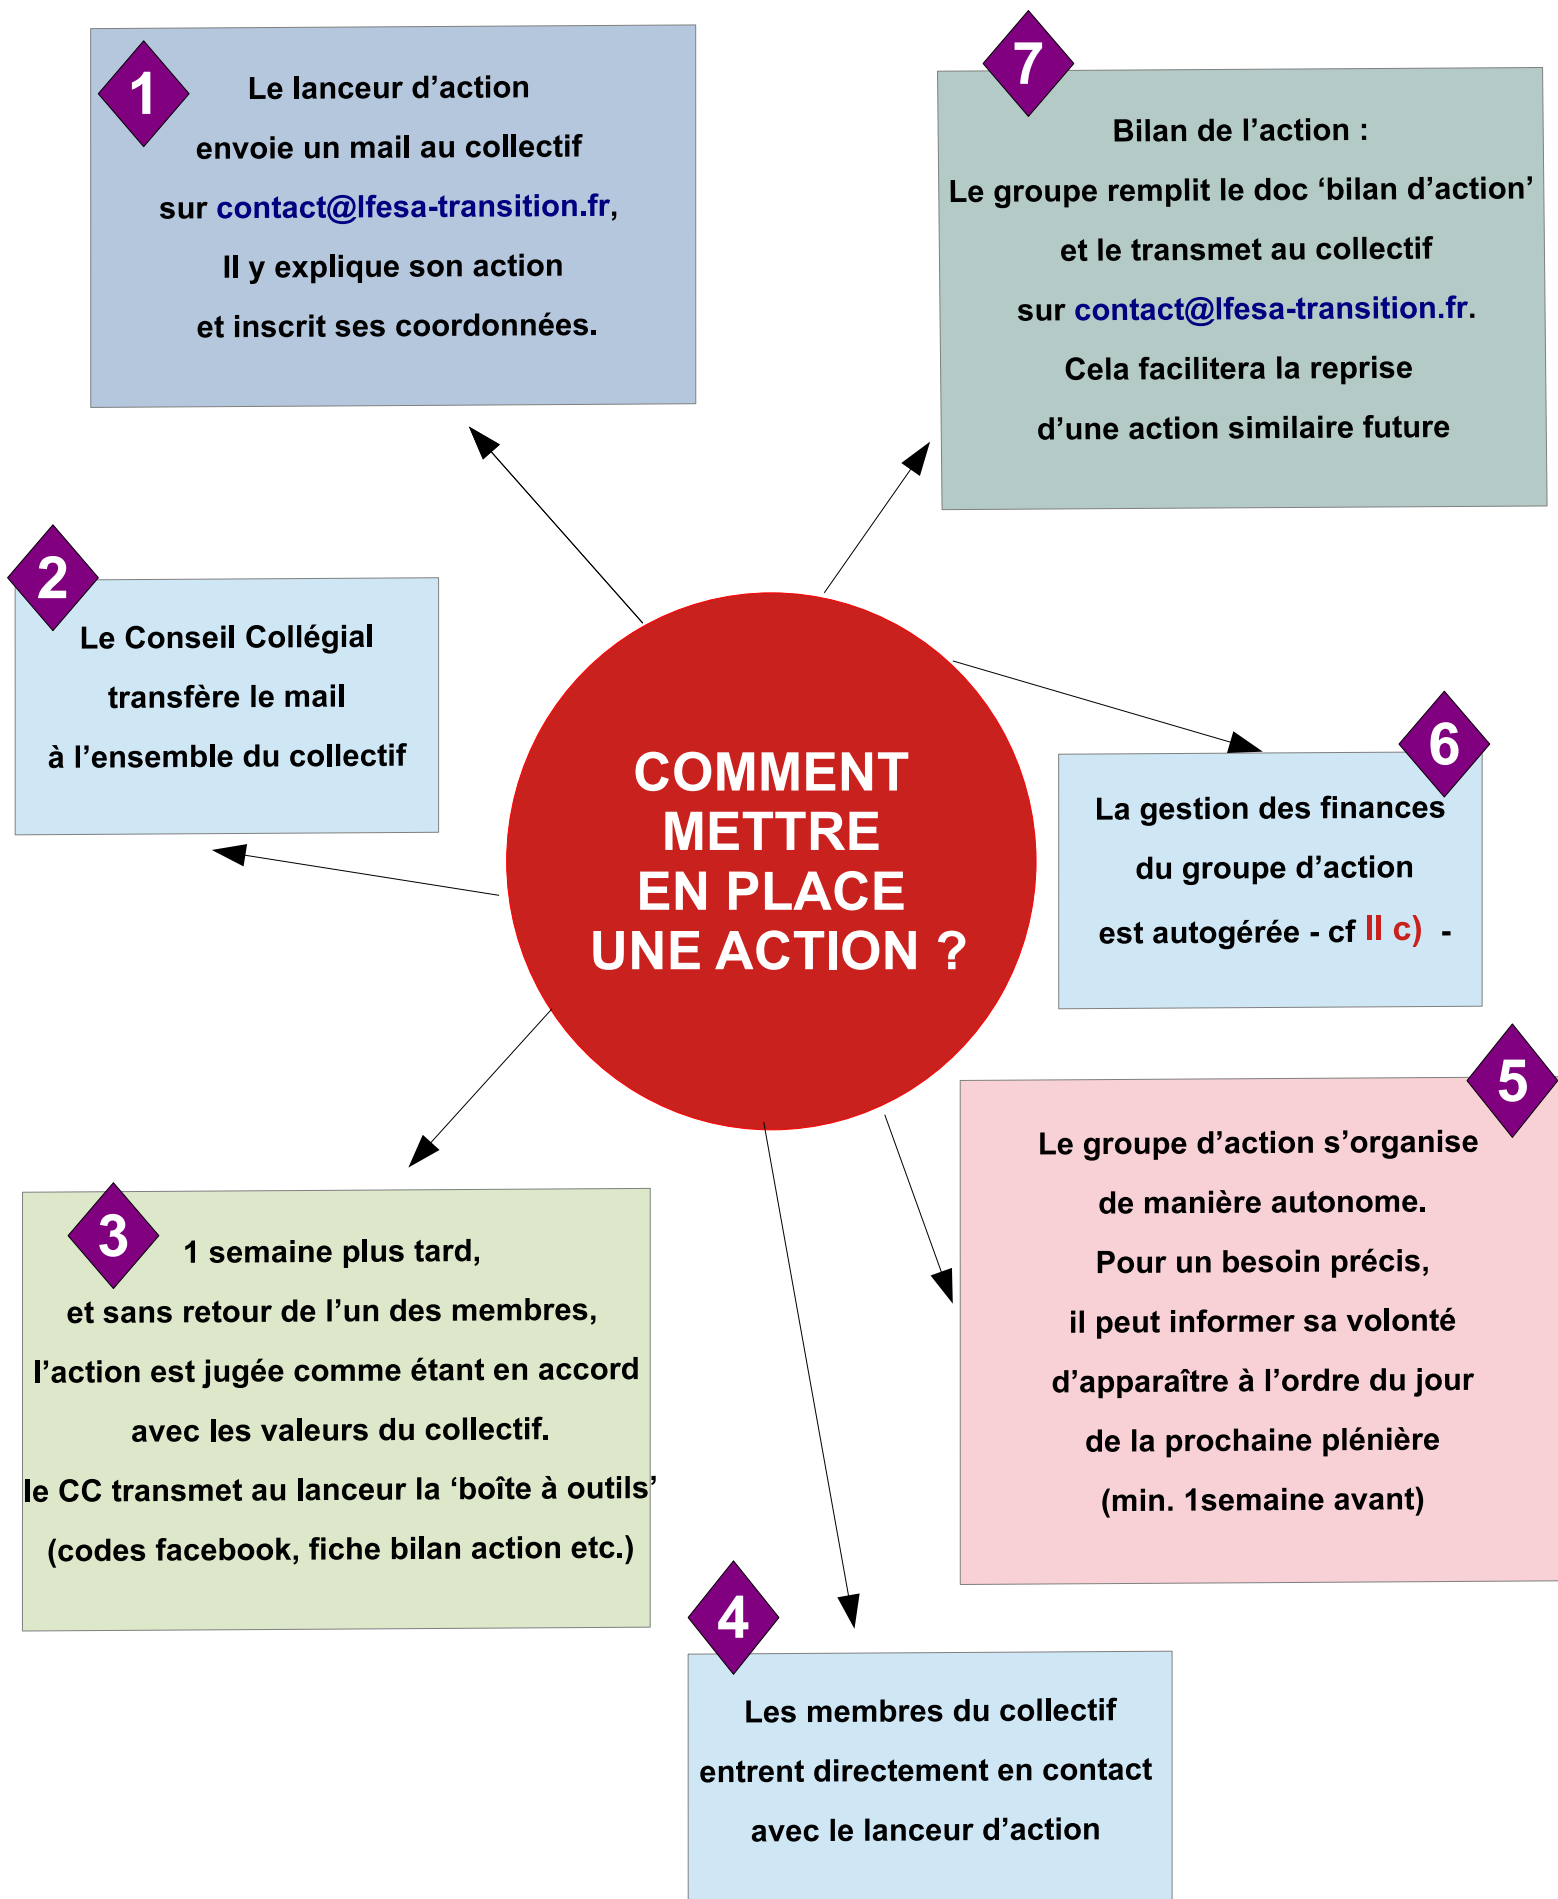 COMMENT
METTRE
EN PLACE
UNE ACTION ?
1
Le lanceur d’action
envoie un mail au collectif
sur contact@lfesa-transition.fr,
Il y explique son action
et inscrit ses coordonnées.
2
Le Conseil Collégial
transfère le mail
à l’ensemble du collectif
3
1 semaine plus tard,
et sans retour de l’un des membres,
l’action est jugée comme étant en accord
avec les valeurs du collectif.
le CC transmet au lanceur la ‘boîte à outils’
(codes facebook, fiche bilan action etc.)
4
Les membres du collectif
entrent directement en contact
avec le lanceur d’action
5
Le groupe d’action s’organise
de manière autonome.
Pour un besoin précis,
il peut informer sa volonté
d’apparaître à l’ordre du jour
de la prochaine plénière
(min. 1semaine avant)
6
La gestion des finances
du groupe d’action
est autogérée - cf II c) -
7
Bilan de l’action :
Le groupe remplit le doc ‘bilan d’action’
et le transmet au collectif
sur contact@lfesa-transition.fr.
Cela facilitera la reprise
d’une action similaire future